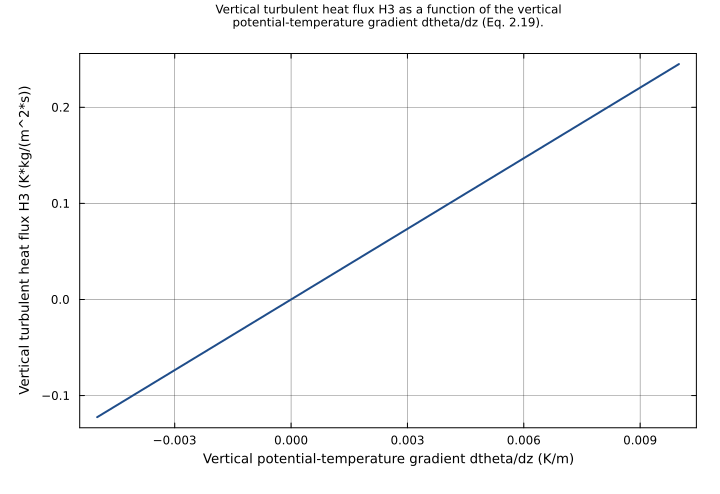 Vertical turbulent heat flux H3 as a function of the vertical
potential-temperature gradient dtheta/dz (Eq. 2.19).
Vertical turbulent heat flux H3 (K*kg/(m^2*s))
0.2
0.1
0.0
−0.1
−0.003
0.000
0.003
0.006
0.009
Vertical potential-temperature gradient dtheta/dz (K/m)